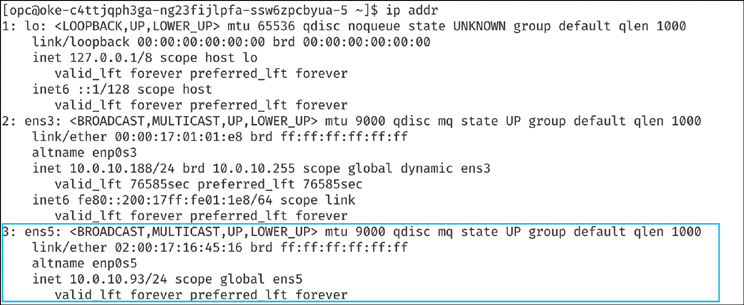 [opc@oke-c4ttjqph3ga-ng23fijlpfa-ssw6zpcbyua-5 ~]$ ip addr
1: lo: <LOOPBACK,UP,LOWER_UP> mtu 65536 qdisc noqueue state UNKNOWN group default qlen 1000
    link/loopback 00:00:00:00:00:00 brd 00:00:00:00:00:00
    inet 127.0.0.1/8 scope host lo
       valid_lft forever preferred_lft forever
    inet6 ::1/128 scope host
       valid_lft forever preferred_lft forever
2: ens3: <BROADCAST,MULTICAST,UP,LOWER_UP> mtu 9000 qdisc mq state UP group default qlen 1000
    link/ether 00:00:17:01:01:e8 brd ff:ff:ff:ff:ff:ff
    altname enp0s3
    inet 10.0.10.188/24 brd 10.0.10.255 scope global dynamic ens3
       valid_lft 76585sec preferred_lft 76585sec
    inet6 fe80::200:17ff:fe01:1e8/64 scope link
       valid_lft forever preferred_lft forever
3: ens5: <BROADCAST,MULTICAST,UP,LOWER_UP> mtu 9000 qdisc mq state UP group default qlen 1000
    link/ether 02:00:17:16:45:16 brd ff:ff:ff:ff:ff:ff
    altname enp0s5
    inet 10.0.10.93/24 scope global ens5
       valid_lft forever preferred_lft forever